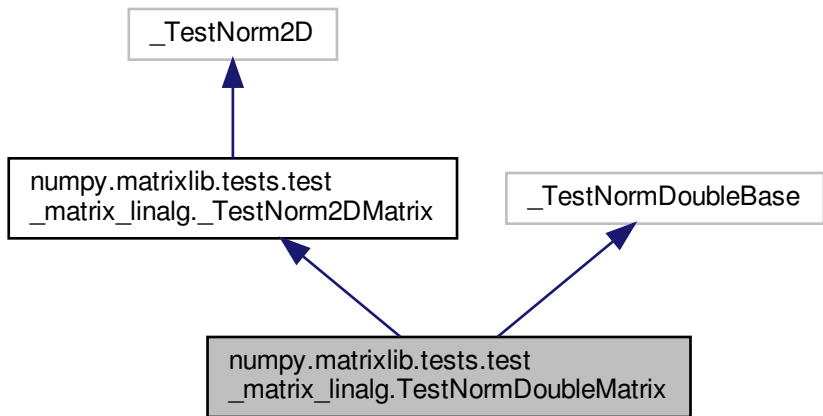 _TestNorm2D
numpy.matrixlib.tests.test
_matrix_linalg._TestNorm2DMatrix
_TestNormDoubleBase
numpy.matrixlib.tests.test
_matrix_linalg.TestNormDoubleMatrix